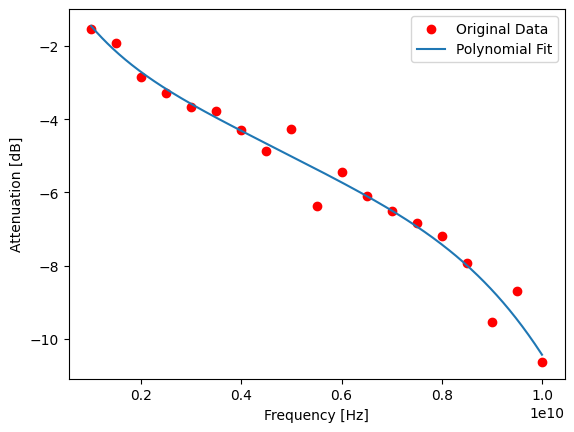 Original Data
Polynomial Fit
Attenuation [dB]
−2
−4
−6
−8
−10
0.2
0.4
0.6
0.8
1.0
1e10
Frequency [Hz]